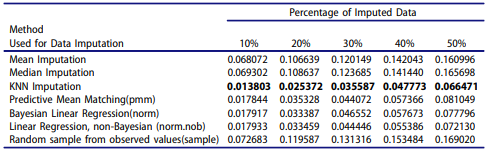 Percentage of Imputed Data
Method
Used for Data Imputation 10% 20% 30% 40% 50%
Mean Imputation 0.068072 0.106639 0.120149 0.142043 0.160996
Median Imputation 0.069302 0.108637 0.123685 0.141440 0.165698
KNN Imputation 0.013803 0.025372 0.035587 0.047773 0.066471
Predictive Mean Matching(pmm) 0.017844 0.035328 0.044072 0.057366 0.081049
Bayesian Linear Regression(norm) 0.017917 0.033387 0.046552 0.057673 0.077796
Linear Regression, non-Bayesian (norm.nob) 0.017933 0.033459 0.044446 0.055386 0.072130
Random sample from observed values(sample) 0.072683 0.119587 0.131316 0.153484 0.169020